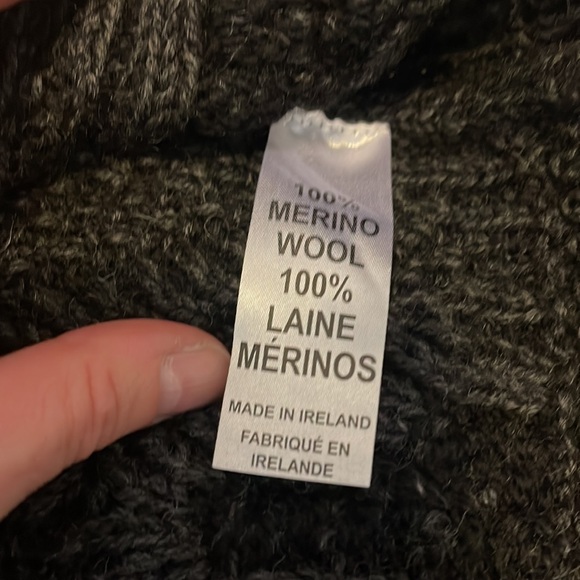 100%
MERINO
WOOL
100%
LAINE
MÉRINOS
MADE IN IRELAND
FABRIQUÉ EN
IRELANDE